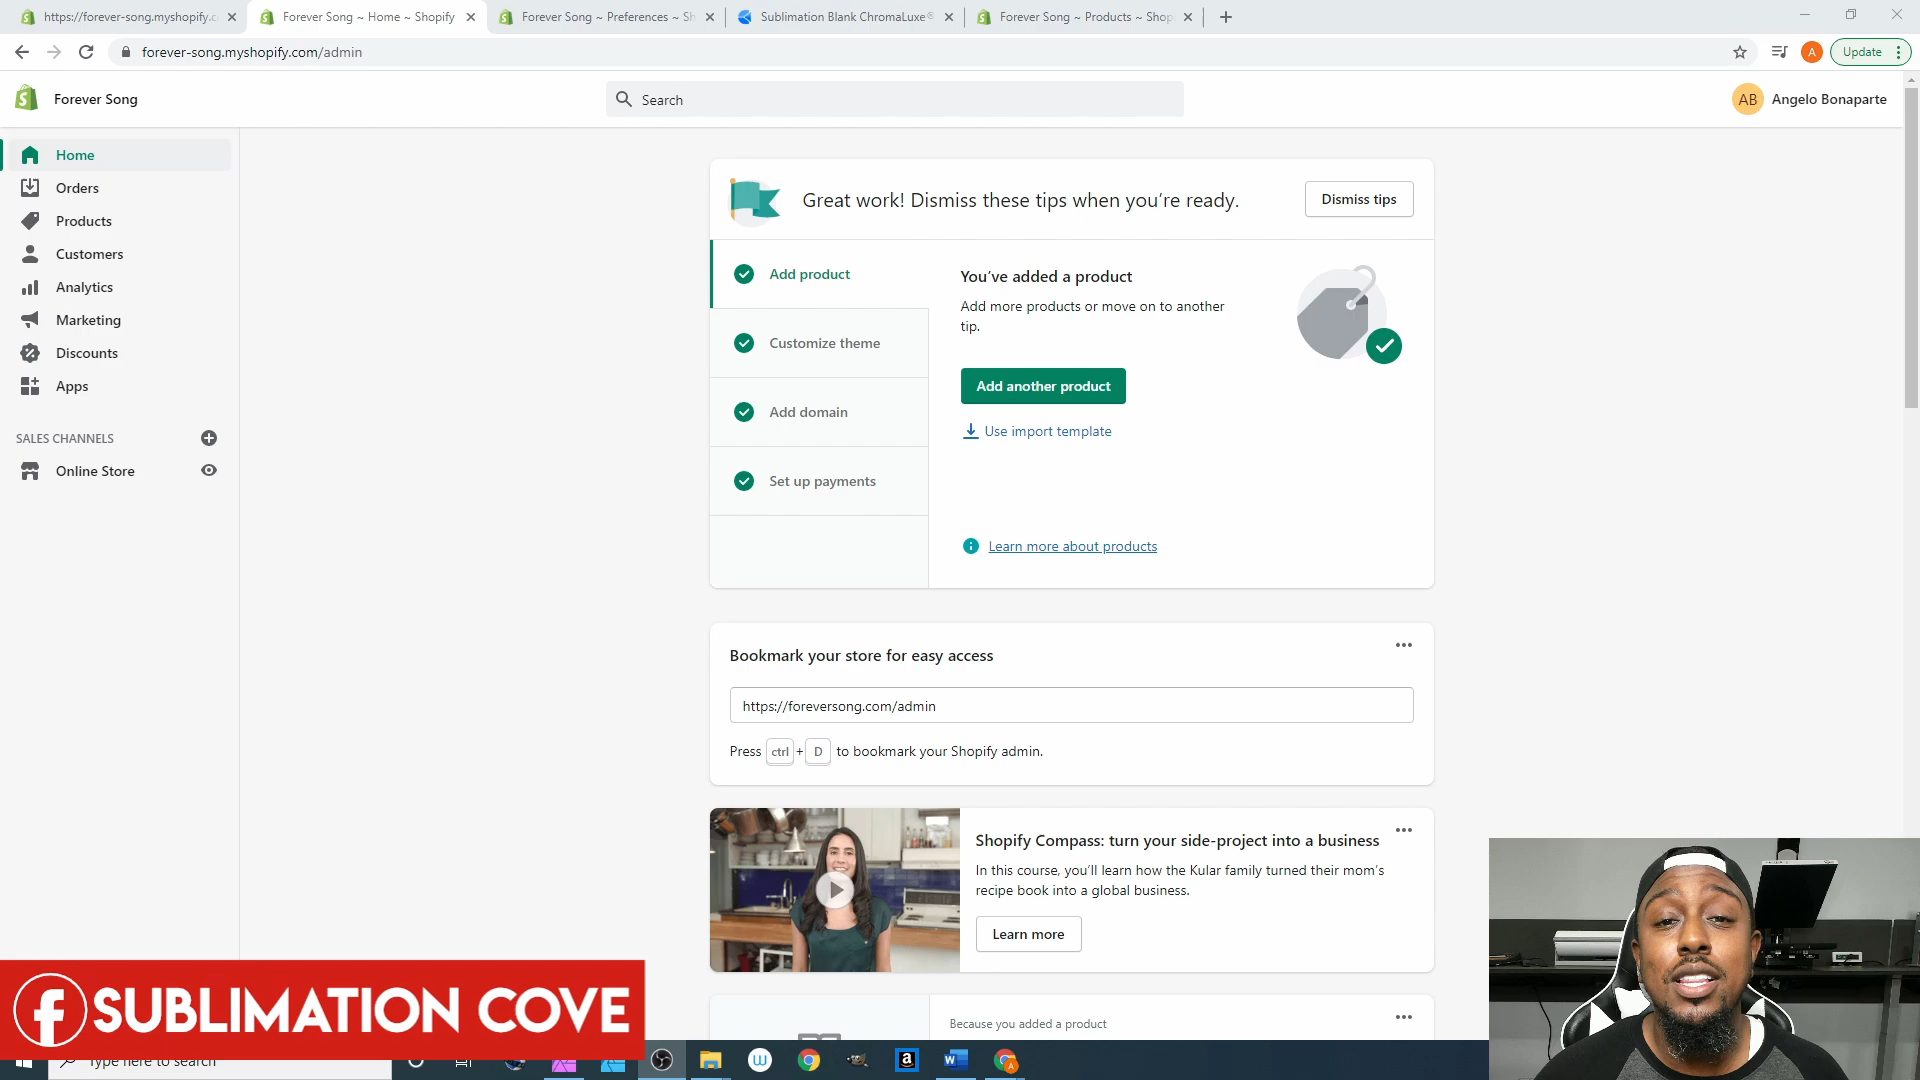 https://forever-song.myshopify.c
Forever Song ~ Home ~ Shopify
Forever Song ~ Preferences ~ Sh
Sublimation Blank ChromaLuxe®
Forever Song ~ Products ~ Shop
forever-song.myshopify.com/admin
A
Update
Forever Song
Search
AB
Angelo Bonaparte
Home
Orders
Products
Customers
Analytics
Marketing
Discounts
Apps
SALES CHANNELS
Online Store
Great work! Dismiss these tips when you're ready.
Dismiss tips
Add product
Customize theme
Add domain
Set up payments
You've added a product
Add more products or move on to another
tip.
Add another product
Use import template
Learn more about products
Bookmark your store for easy access
https://foreversong.com/admin
Press ctrl + D to bookmark your Shopify admin.
Shopify Compass: turn your side-project into a business
In this course, you'll learn how the Kular family turned their mom's
recipe book into a global business.
Learn more
Because you added a product
SUBLIMATION COVE
Type here to search